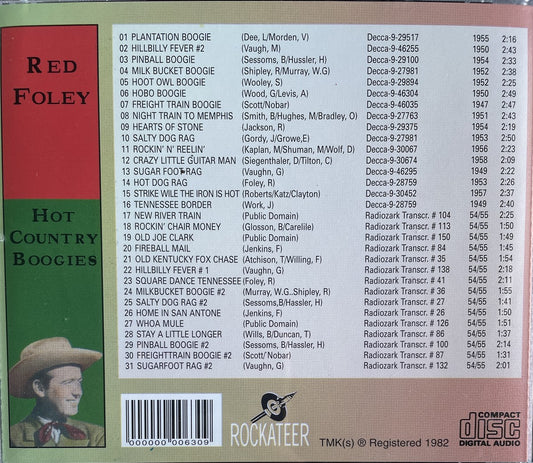 RED
FOLEY
HOT
COUNTRY
BOOGIES
01 PLANTATION BOOGIE (Dee, L/Morden, V) Decca-9-29517 1955 2:16
02 HILLBILLY FEVER #2 (Vaugh, M) Decca-9-46255 1950 2:43
03 PINBALL BOOGIE (Sessoms, B/Hussler, H) Decca-9-29100 1954 2:33
04 MILK BUCKET BOOGIE (Shipley, R/Murray, W.G) Decca-9-27981 1952 2:38
05 HOOT OWL BOOGIE (Wooley, S) Decca-9-29894 1952 2:25
06 HOBO BOOGIE (Wood, G/Levis, A) Decca-9-46304 1950 2:49
07 FREIGHT TRAIN BOOGIE (Scott/Nobar) Decca-9-46035 1947 2:47
08 NIGHT TRAIN TO MEMPHIS (Smith, B/Hughes, M/Bradley, O) Decca-9-27763 1951 2:43
09 HEARTS OF STONE (Jackson, R) Decca-9-29375 1954 2:19
10 SALTY DOG RAG (Gordy, J/Growe,E) Decca-9-27981 1953 2:50
11 ROCKIN' N' REELIN' (Kaplan, M/Shuman, M/Wolf, D) Decca-9-30067 1956 2:23
12 CRAZY LITTLE GUITAR MAN (Siegenthaler, D/Tilton, C) Decca-9-30674 1958 2:09
13 SUGAR FOOT RAG (Vaughn, G) Decca-9-46295 1949 2:22
14 HOT DOG RAG (Foley, R) Decca-9-28759 1953 2:26
15 STRIKE WILE THE IRON IS HOT (Roberts/Katz/Clayton) Decca-9-30452 1957 2:37
16 TENNESSEE BORDER (Work, J) Decca-9-28759 1949 2:40
17 NEW RIVER TRAIN (Public Domain) Radiozark Transcr. # 104 54/55 2:25
18 ROCKIN' CHAIR MONEY (Glosson, B/Carelile) Radiozark Transcr. # 113 54/55 1:50
19 OLD JOE CLARK (Public Domain) Radiozark Transcr. # 150 54/55 1:49
20 FIREBALL MAIL (Jenkins, F) Radiozark Transcr. # 84 54/55 1:45
21 OLD KENTUCKY FOX CHASE (Atchison, T/Willing, F) Radiozark Transcr. # 35 54/55 1:54
22 HILLBILLY FEVER # 1 (Vaughn, G) Radiozark Transcr. # 138 54/55 2:18
23 SQUARE DANCE TENNESSEE (Foley, R) Radiozark Transcr. # 41 54/55 2:11
24 MILKBUCKET BOOGIE #2 (Murray, W.G..Shipley, R) Radiozark Transcr. # 36 54/55 1:55
25 SALTY DOG RAG #2 (Sessoms,B/Hassler, H) Radiozark Transcr. # 27 54/55 1:41
26 HOME IN SAN ANTONE (Jenkins, F) Radiozark Transcr. # 26 54/55 1:50
27 WHOA MULE (Public Domain) Radiozark Transcr. # 126 54/55 1:31
28 STAY A LITTLE LONGER (Wills, B/Duncan, T) Radiozark Transcr. # 86 54/55 1:37
29 PINBALL BOOGIE #2 (Sessoms, B/Hassler, H) Radiozark Transcr. # 100 54/55 2:14
30 FREIGHTTRAIN BOOGIE #2 (Scott/Nobar) Radiozark Transcr. # 87 54/55 1:31
31 SUGARFOOT RAG #2 (Vaughn, G) Radiozark Transcr. # 132 54/55 2:01
000000 006309
ROCKATEER
TMK(s) ® Registered 1982
COMPACT
disc
DIGITAL AUDIO